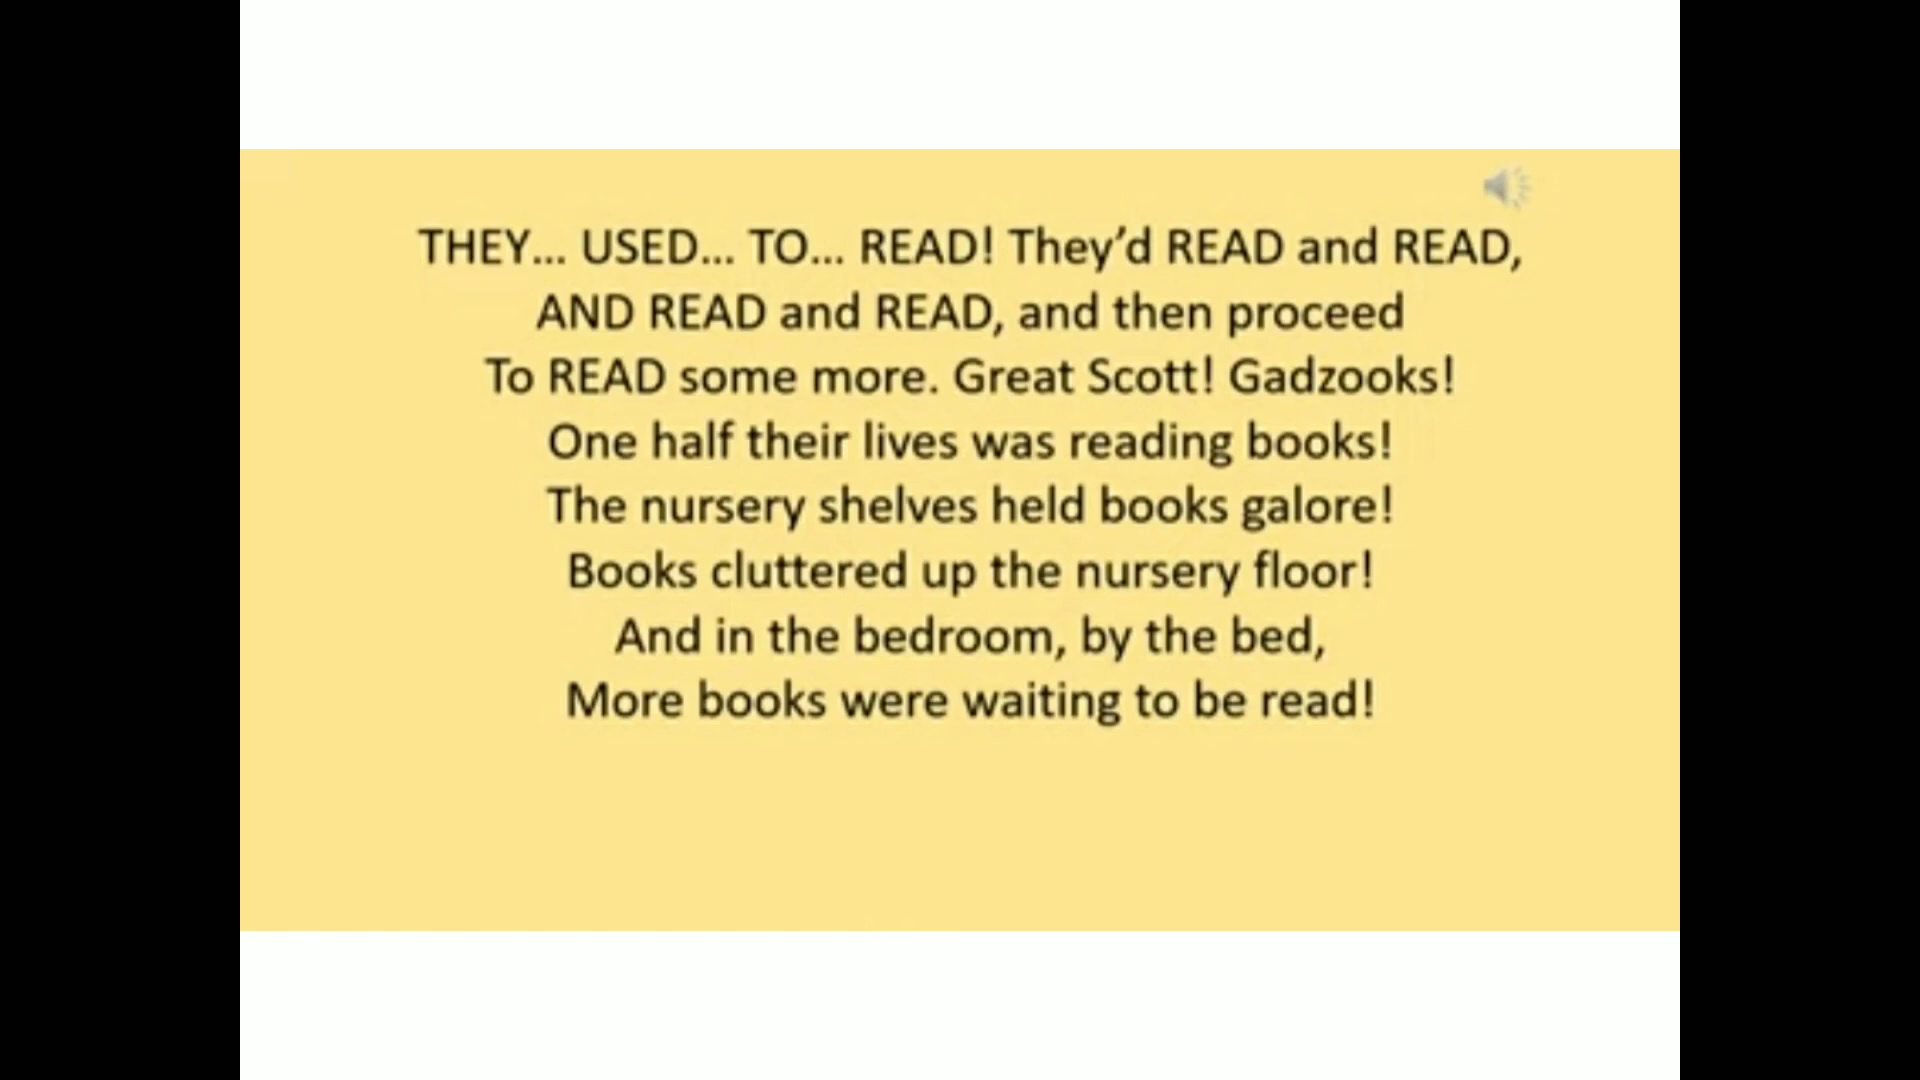 THEY... USED... TO... READ! They’d READ and READ,
AND READ and READ, and then proceed
To READ some more. Great Scott! Gadzooks!
One half their lives was reading books!
The nursery shelves held books galore!
Books cluttered up the nursery floor!
And in the bedroom, by the bed,
More books were waiting to be read!